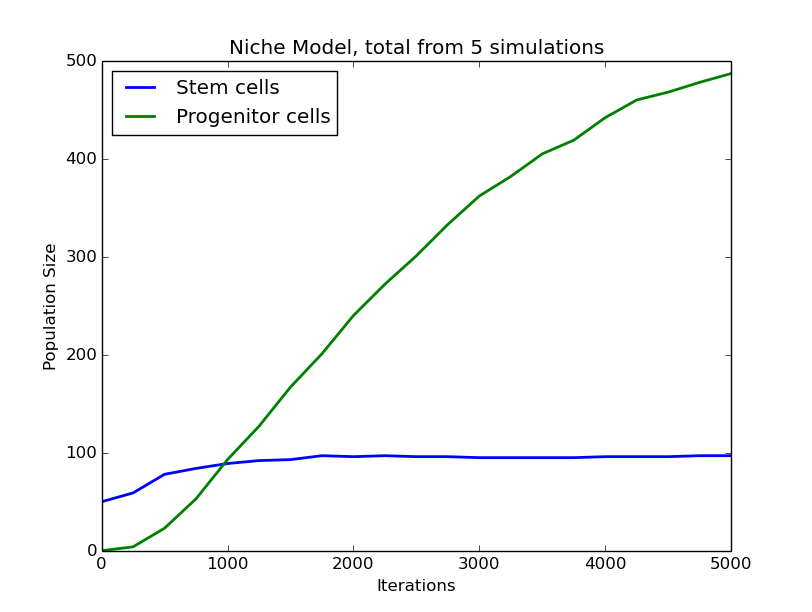 Niche Model, total from 5 simulations
Stem cells
Progenitor cells
500
400
300
200
100
0
Population Size
0 1000 2000 3000 4000 5000
Iterations